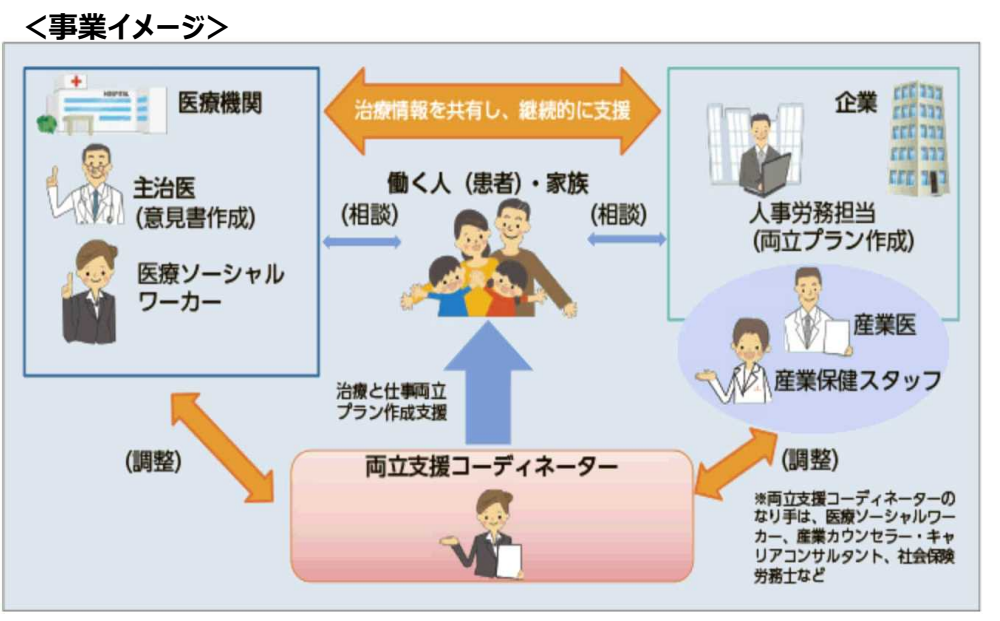 ＜事業イメージ＞
HOSPITAL
医療機関
主治医
(意見書作成)
医療ソーシャル
ワーカー
治療情報を共有し、継続的に支援
働く人（患者）・家族
(相談)
(相談)
企業
人事労務担当
(両立プラン作成)
産業医
産業保健スタッフ
治療と仕事両立
プラン作成支援
(調整)
両立支援コーディネーター
(調整)
※両立支援コーディネーターの
なり手は、医療ソーシャルワー
カー、産業カウンセラー・キャ
リアコンサルタント、社会保険
労務士など